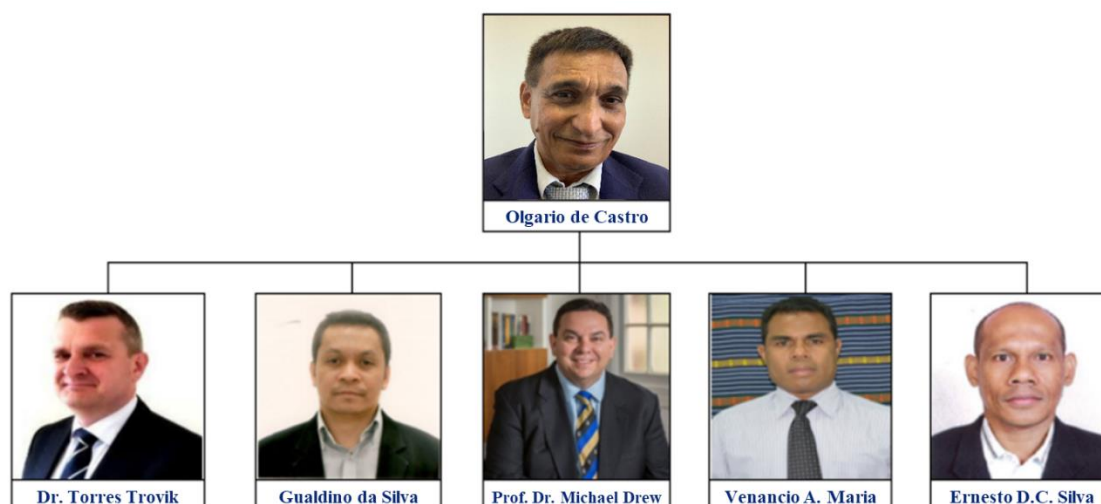 Olgario de Castro
Dr. Torres Trovik
Gualdino da Silva
Prof. Dr. Michael Drew
Venancio A. Maria
Ernesto D.C. Silva